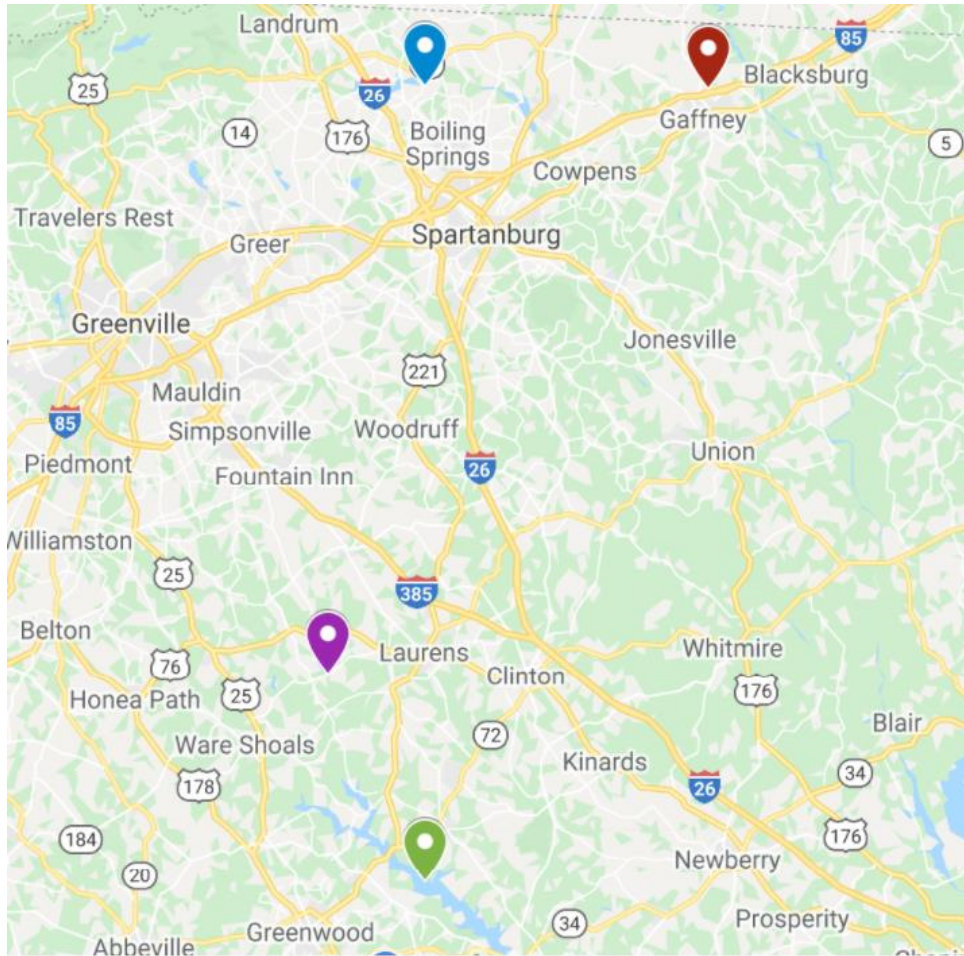 Landrum
85
25
Blacksburg
26
Gaffney
14
176
Boiling
Springs
5
Cowpens
Travelers Rest
Greer
Spartanburg
Greenville
Jonesville
221
Mauldin
85
Simpsonville
Woodruff
Union
Piedmont
Fountain Inn
26
Williamston
25
385
Belton
76
Laurens
Whitmire
Honea Path
25
Clinton
176
Blair
Ware Shoals
72
Kinards
178
34
26
184
176
20
Newberry
34
Prosperity
Greenwood
Abbeville